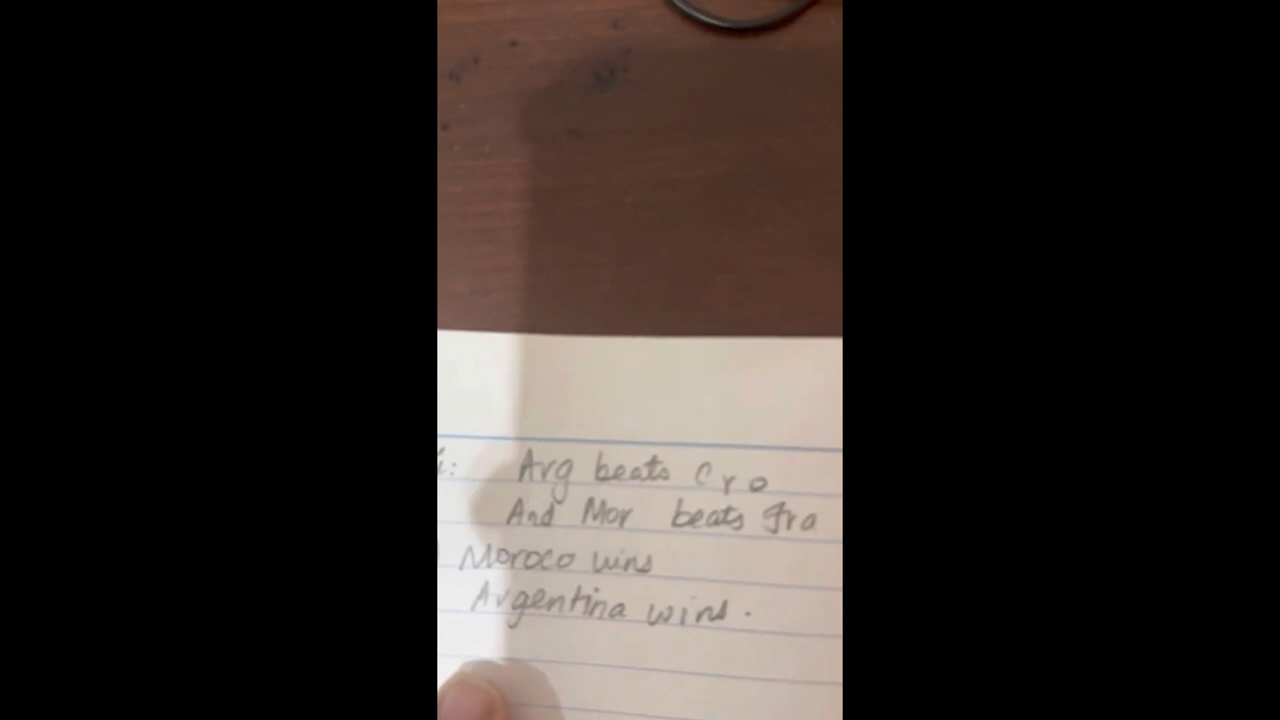 i: Arg beats Cro
And Mor beats Fra
Moroco wins
Argentina wins.